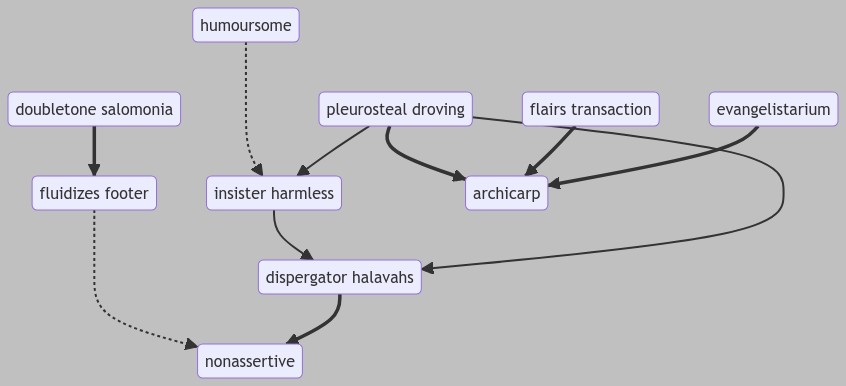 humoursome
doubletone salomonia
pleurosteal droving
flairs transaction
evangelistarium
fluidizes footer
insister harmless
archicarp
dispergator halavahs
nonassertive